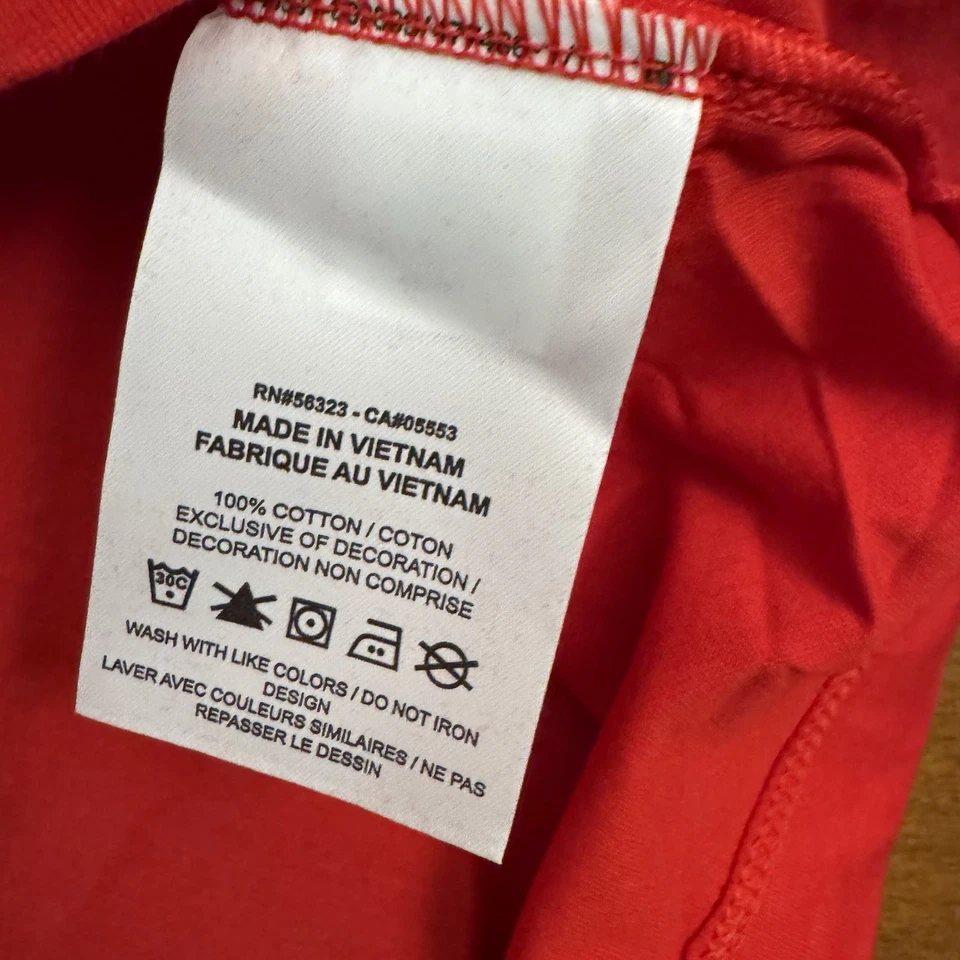 RN#56323 - CA#05553
MADE IN VIETNAM
FABRIQUE AU VIETNAM
100% COTTON / COTON
EXCLUSIVE OF DECORATION /
DECORATION NON COMPRISE
30C
WASH WITH LIKE COLORS / DO NOT IRON
DESIGN
LAVER AVEC COULEURS SIMILAIRES / NE PAS
REPASSER LE DESSIN